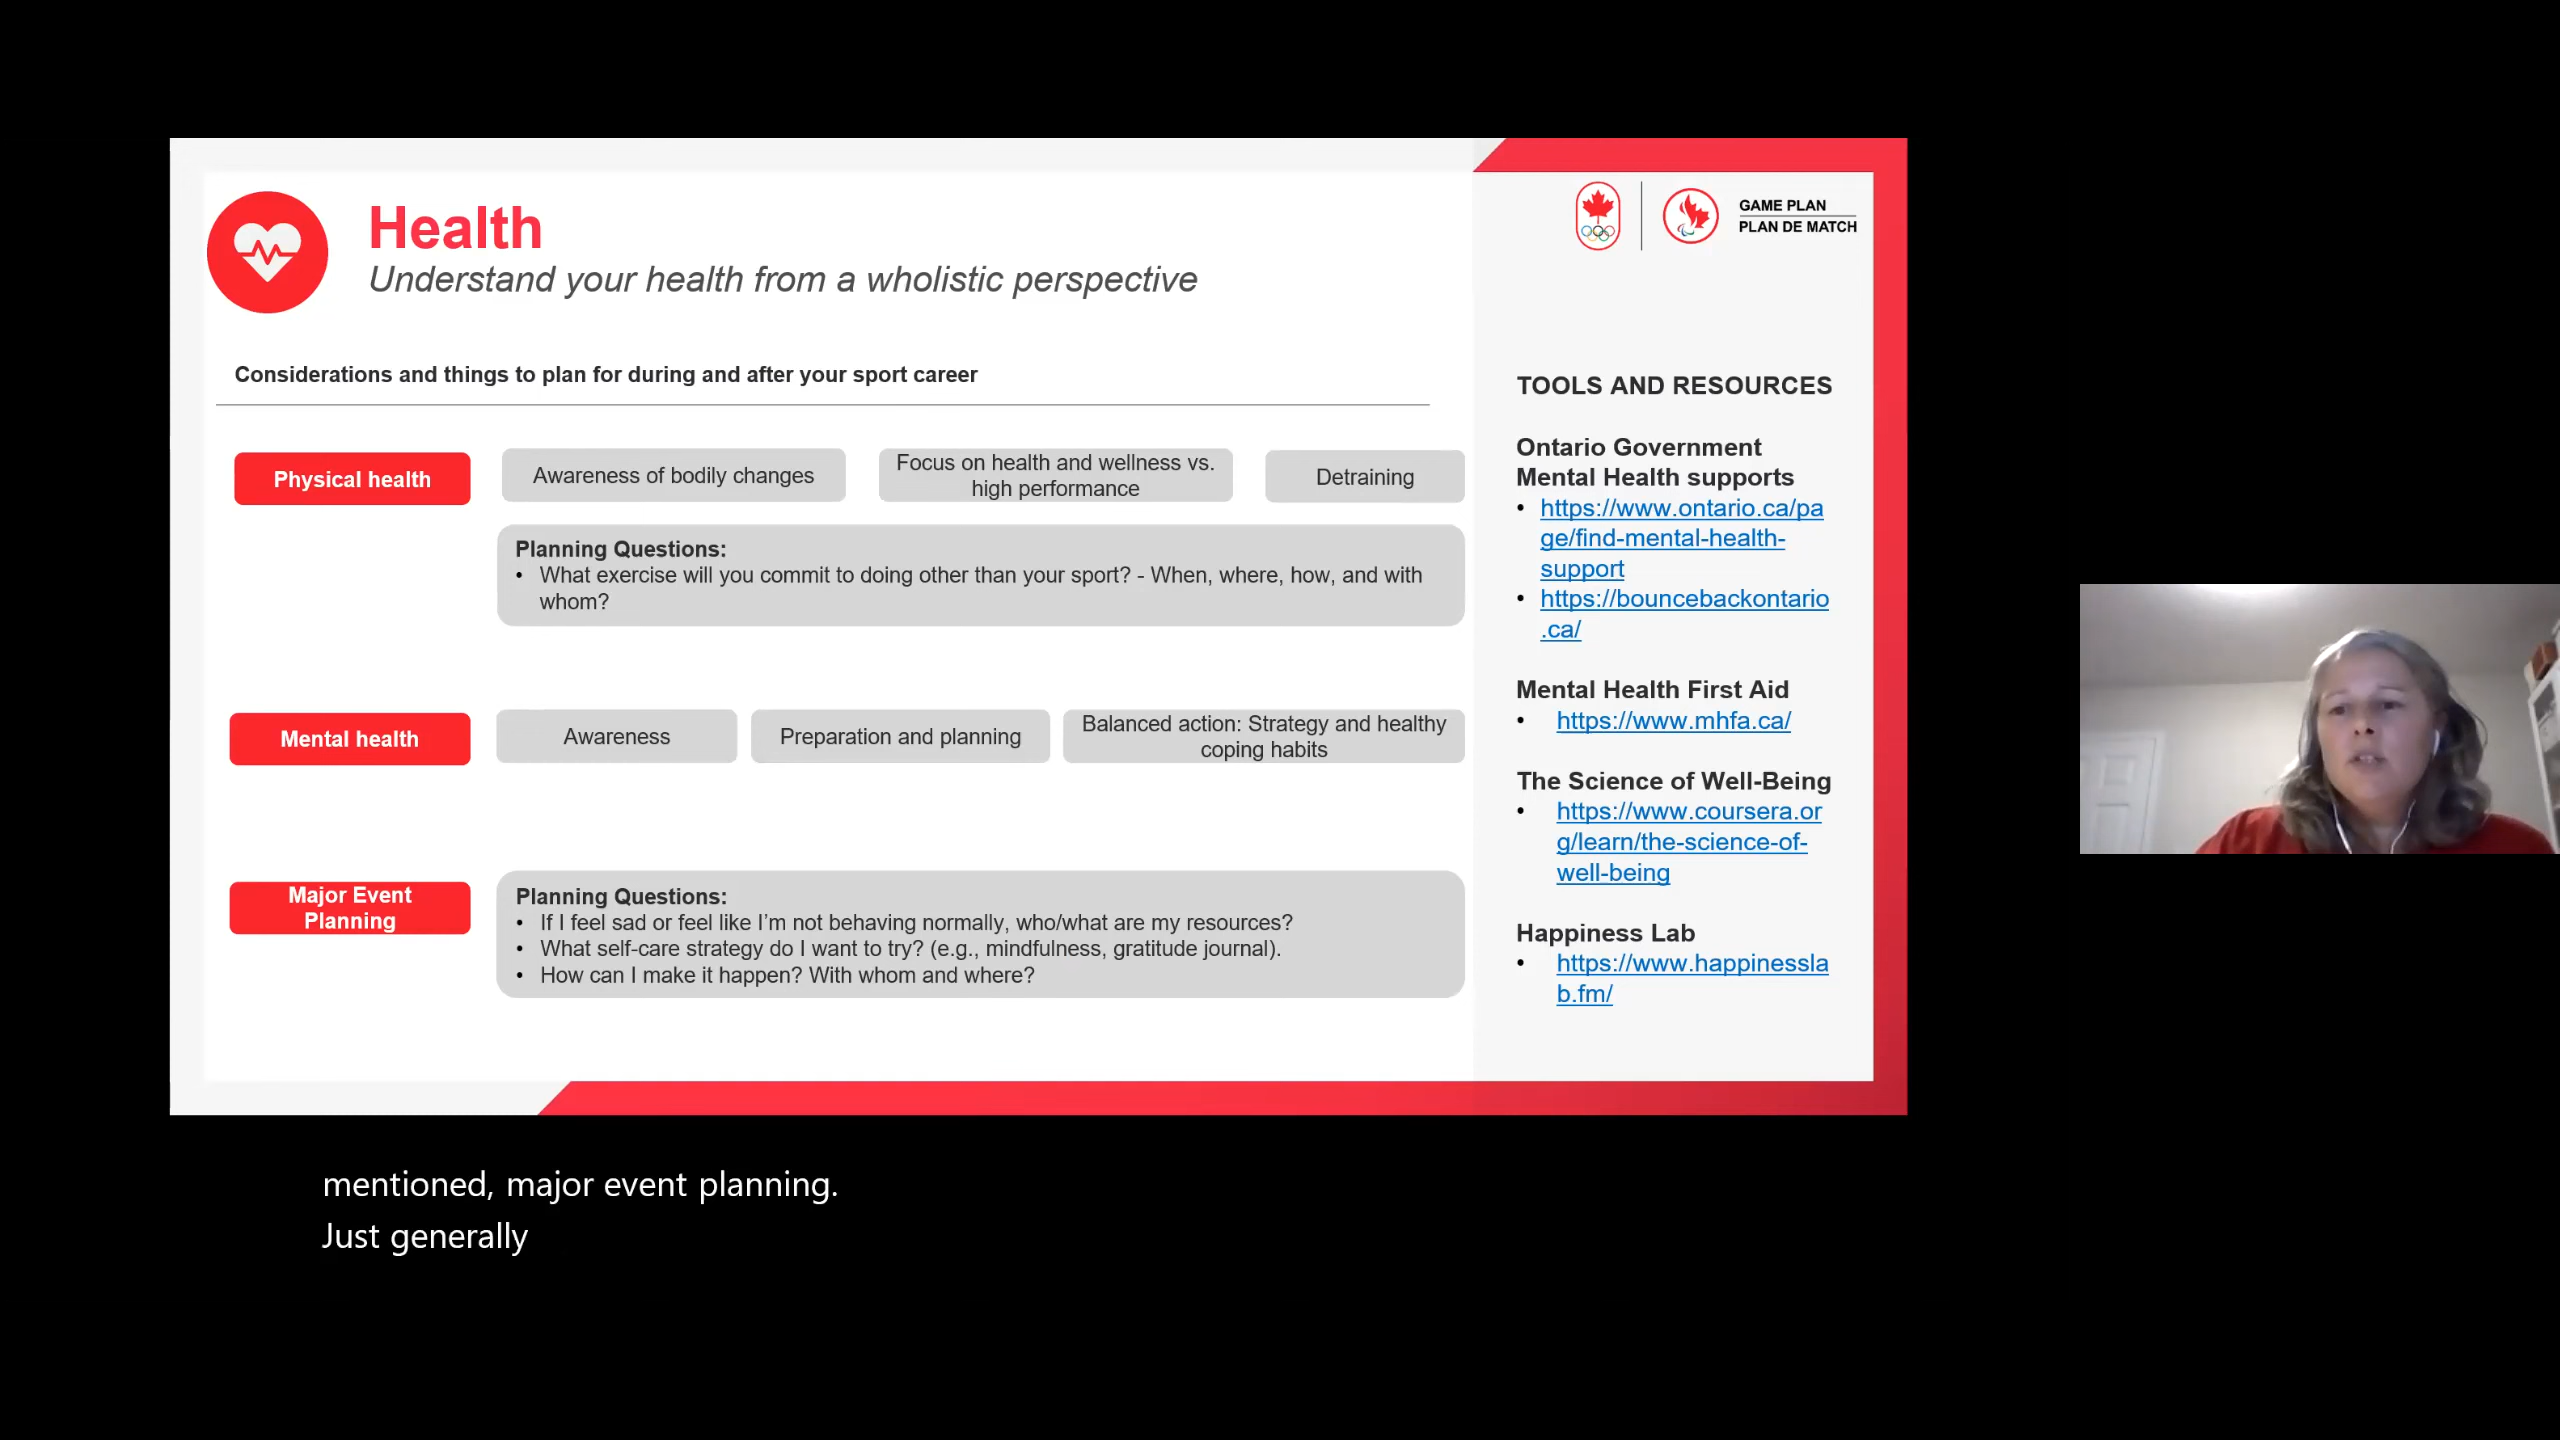 Health
Understand your health from a wholistic perspective
Considerations and things to plan for during and after your sport career
Physical health
Awareness of bodily changes
Focus on health and wellness vs.
high performance
Detraining
Planning Questions:
• What exercise will you commit to doing other than your sport? - When, where, how, and with
whom?
Mental health
Awareness
Preparation and planning
Balanced action: Strategy and healthy
coping habits
Major Event
Planning
Planning Questions:
• If I feel sad or feel like I’m not behaving normally, who/what are my resources?
• What self-care strategy do I want to try? (e.g., mindfulness, gratitude journal).
• How can I make it happen? With whom and where?
GAME PLAN
PLAN DE MATCH
TOOLS AND RESOURCES
Ontario Government
Mental Health supports
• https://www.ontario.ca/pa
ge/find-mental-health-
support
• https://bouncebackontario
.ca/
Mental Health First Aid
• https://www.mhfa.ca/
The Science of Well-Being
• https://www.coursera.or
g/learn/the-science-of-
well-being
Happiness Lab
• https://www.happinessla
b.fm/
mentioned, major event planning.
Just generally